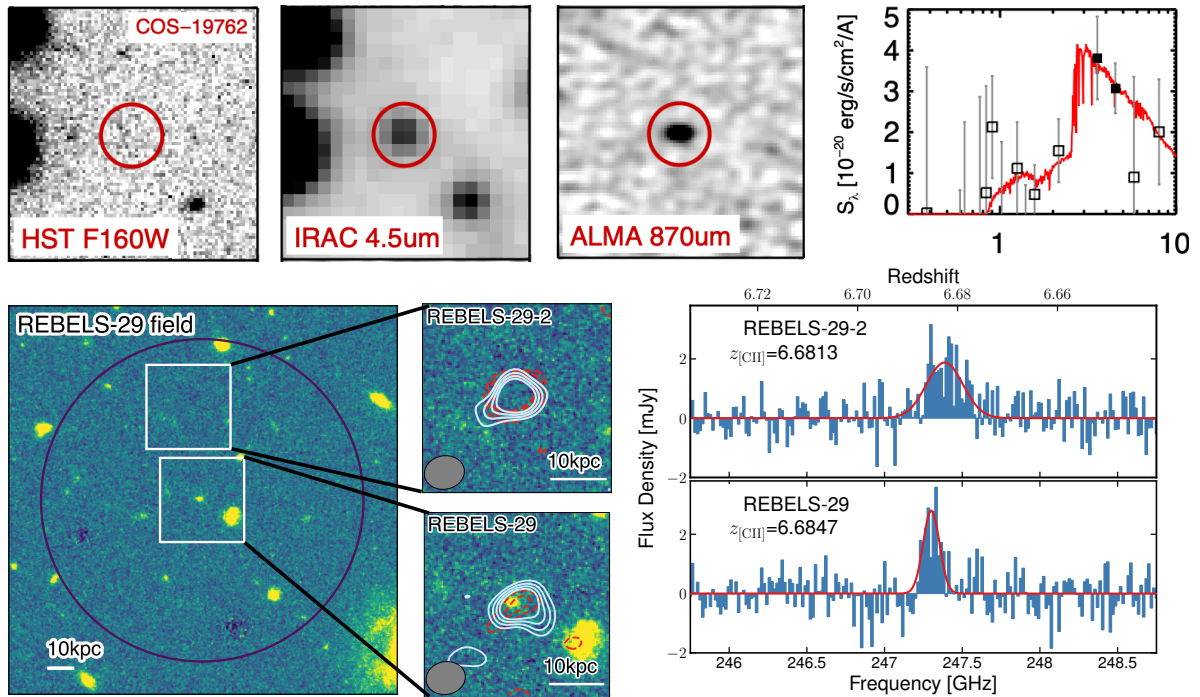 COS−19762
HST F160W
IRAC 4.5um
ALMA 870um
S_λ [10⁻²⁰ erg/s/cm²/A]
5
4
3
2
1
0
1
10
REBELS-29 field
10kpc
REBELS-29-2
10kpc
REBELS-29
10kpc
Redshift
6.72 6.70 6.68 6.66
REBELS-29-2
z[CII]=6.6813
2
0
−2
REBELS-29
z[CII]=6.6847
2
0
−2
Flux Density [mJy]
246 246.5 247 247.5 248 248.5
Frequency [GHz]